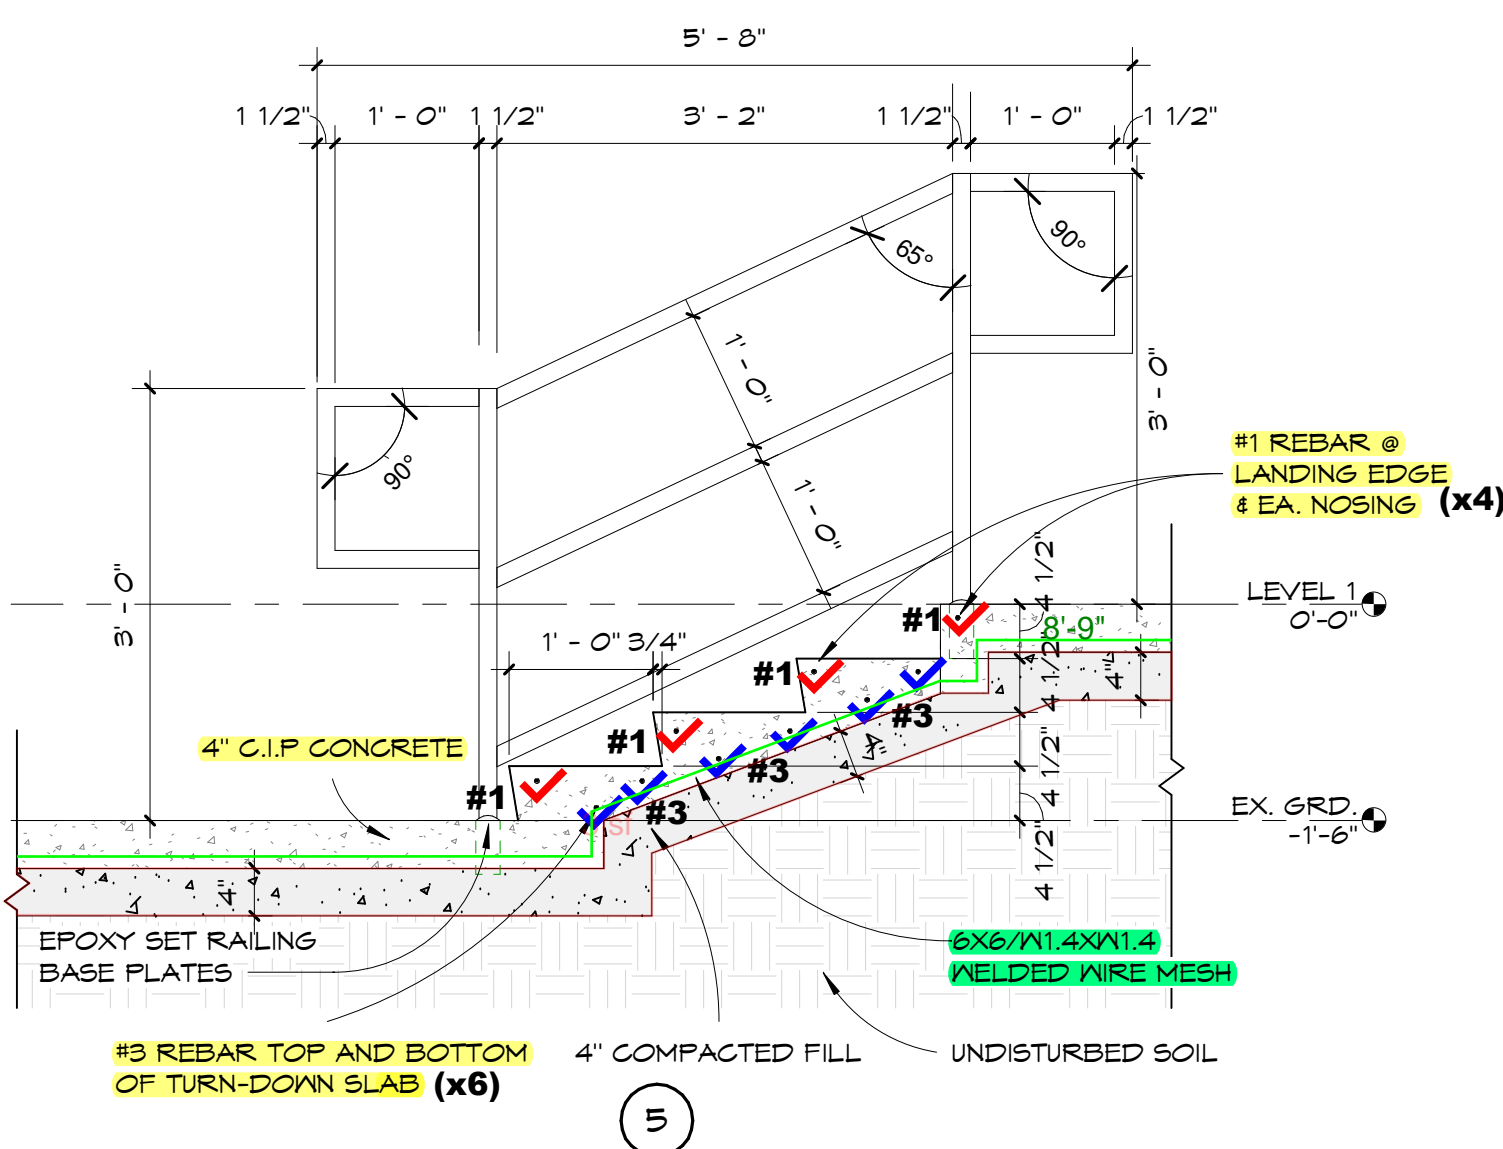 5' - 8"
1 1/2" 1' - 0" 1 1/2" 3' - 2" 1 1/2" 1' - 0" 1 1/2"
65°
90°
1' - 0"
3' - 0"
90°
#1 REBAR @
LANDING EDGE
& EA. NOSING (x4)
1' - 0"
4 1/2"
3' - 0"
LEVEL 1
0'-0"
#1
8'-9"
1' - 0" 3/4"
#1
4 1/2"
4"
#3
#1
4" C.I.P CONCRETE
4"
#3
#1
#3
4 1/2"
EX. GRD.
-1'-6"
4"
4 1/2"
EPOXY SET RAILING
BASE PLATES
6X6/W1.4XW1.4
WELDED WIRE MESH
#3 REBAR TOP AND BOTTOM
OF TURN-DOWN SLAB (x6)
4" COMPACTED FILL
UNDISTURBED SOIL
5